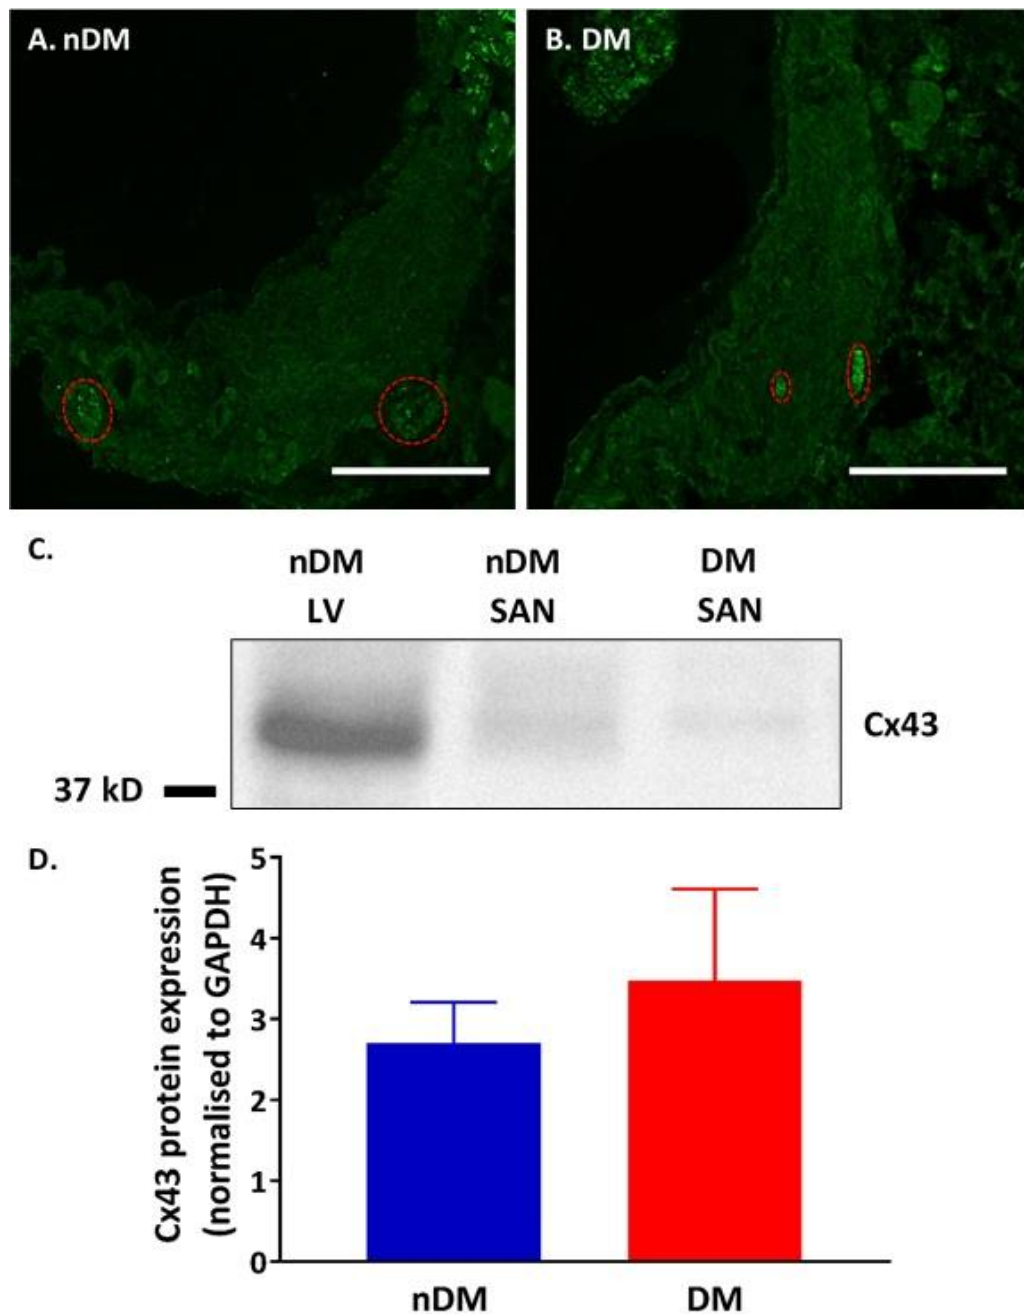 A. nDM
B. DM
C.
nDM nDM DM
LV SAN SAN
Cx43
37 kD
D.
Cx43 protein expression
(normalised to GAPDH)
5
4
3
2
1
0
nDM DM